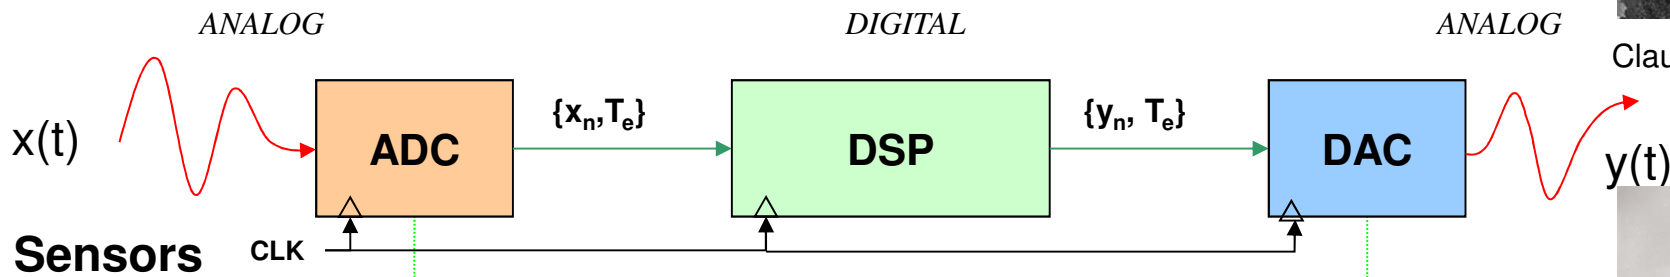 ANALOG DIGITAL ANALOG
x(t) ADC {xₙ,Tₑ} DSP {yₙ, Tₑ} DAC y(t)
Sensors CLK